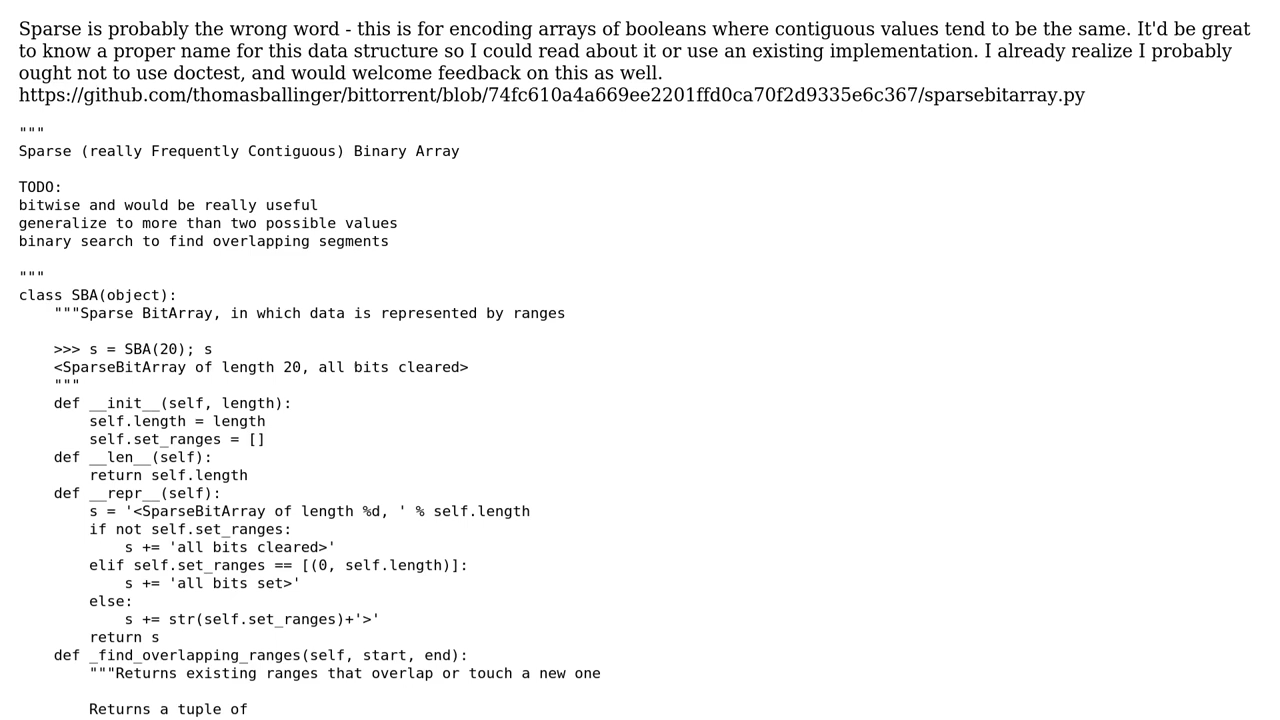 Sparse is probably the wrong word - this is for encoding arrays of booleans where contiguous values tend to be the same. It'd be great
to know a proper name for this data structure so I could read about it or use an existing implementation. I already realize I probably
ought not to use doctest, and would welcome feedback on this as well.
https://github.com/thomasballinger/bittorrent/blob/74fc610a4a669ee2201ffd0ca70f2d9335e6c367/sparsebitarray.py

"""
Sparse (really Frequently Contiguous) Binary Array

TODO:
bitwise and would be really useful
generalize to more than two possible values
binary search to find overlapping segments

"""
class SBA(object):
    """Sparse BitArray, in which data is represented by ranges

    >>> s = SBA(20); s
    <SparseBitArray of length 20, all bits cleared>
    """
    def __init__(self, length):
        self.length = length
        self.set_ranges = []
    def __len__(self):
        return self.length
    def __repr__(self):
        s = '<SparseBitArray of length %d, ' % self.length
        if not self.set_ranges:
            s += 'all bits cleared>'
        elif self.set_ranges == [(0, self.length)]:
            s += 'all bits set>'
        else:
            s += str(self.set_ranges)+'>'
        return s
    def _find_overlapping_ranges(self, start, end):
        """Returns existing ranges that overlap or touch a new one

        Returns a tuple of